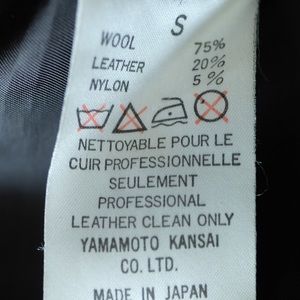 S
WOOL 75%
LEATHER 20%
NYLON 5%
NETTOYABLE POUR LE
CUIR PROFESSIONNELLE
SEULEMENT
PROFESSIONAL
LEATHER CLEAN ONLY
YAMAMOTO KANSAI
CO. LTD.
MADE IN JAPAN